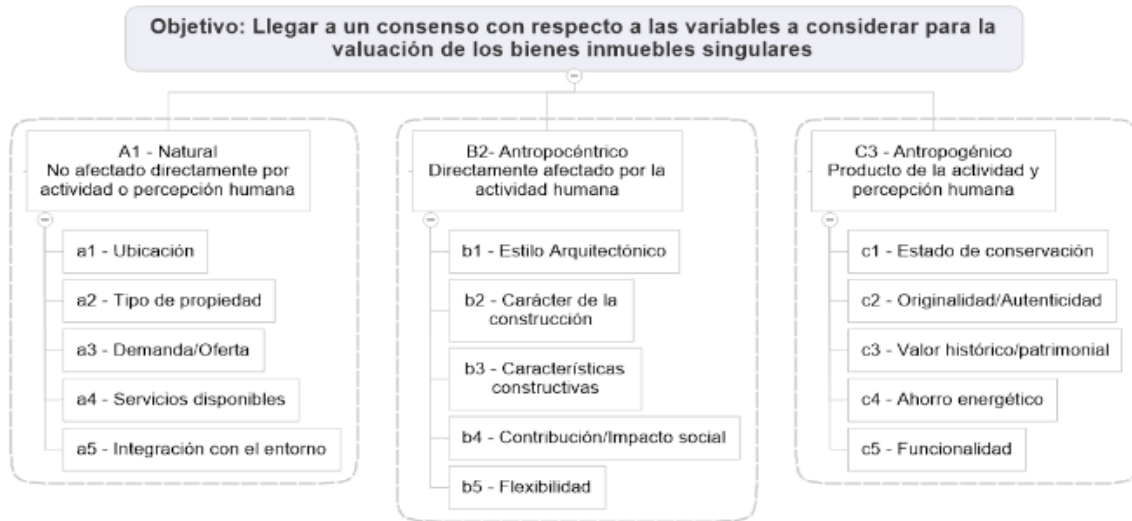 Objetivo: Llegar a un consenso con respecto a las variables a considerar para la
valuación de los bienes inmuebles singulares
A1 - Natural
No afectado directamente por
actividad o percepción humana
a1 - Ubicación
a2 - Tipo de propiedad
a3 - Demanda/Oferta
a4 - Servicios disponibles
a5 - Integración con el entorno
B2- Antropocéntrico
Directamente afectado por la
actividad humana
b1 - Estilo Arquitectónico
b2 - Carácter de la
construcción
b3 - Características
constructivas
b4 - Contribución/Impacto social
b5 - Flexibilidad
C3 - Antropogénico
Producto de la actividad y
percepción humana
c1 - Estado de conservación
c2 - Originalidad/Autenticidad
c3 - Valor histórico/patrimonial
c4 - Ahorro energético
c5 - Funcionalidad